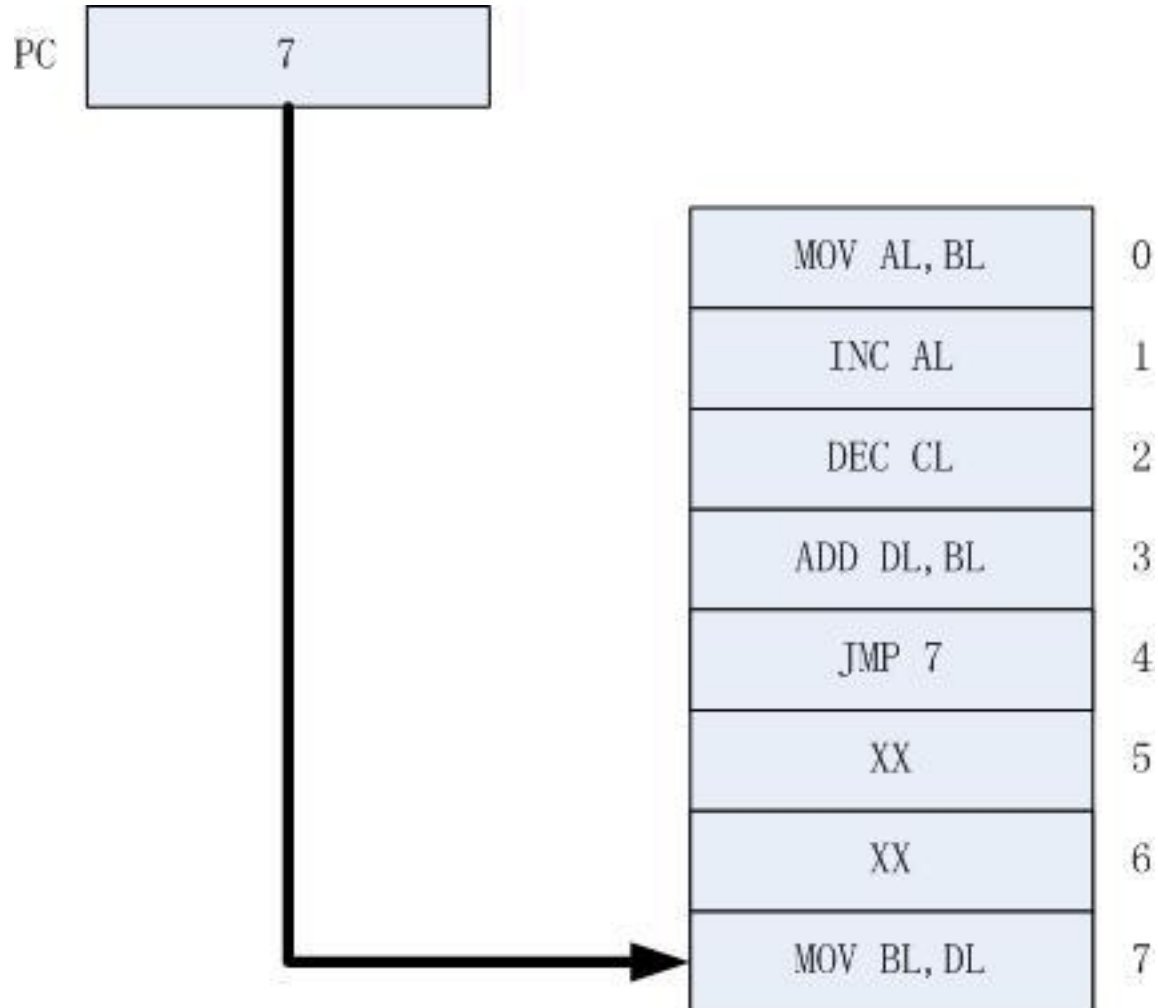 PC 7
MOV AL,BL 0
INC AL 1
DEC CL 2
ADD DL,BL 3
JMP 7 4
XX 5
XX 6
MOV BL,DL 7